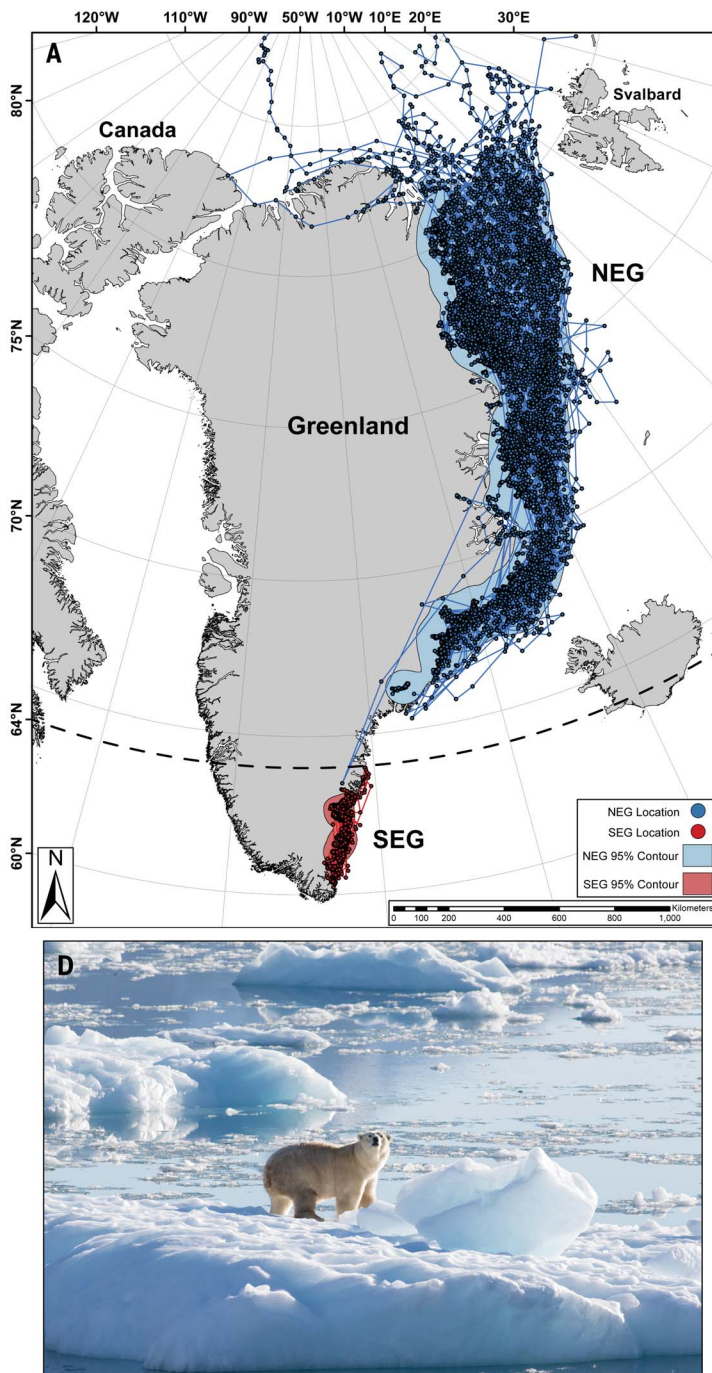 120°W 110°W 90°W 50°W 10°W 10°E 20°E 30°E
A
80°N
Svalbard
Canada
NEG
75°N
Greenland
70°N
64°N
NEG Location
SEG Location
SEG
NEG 95% Contour
60°N
N
SEG 95% Contour
Kilometers
0 100 200 400 600 800 1,000
D